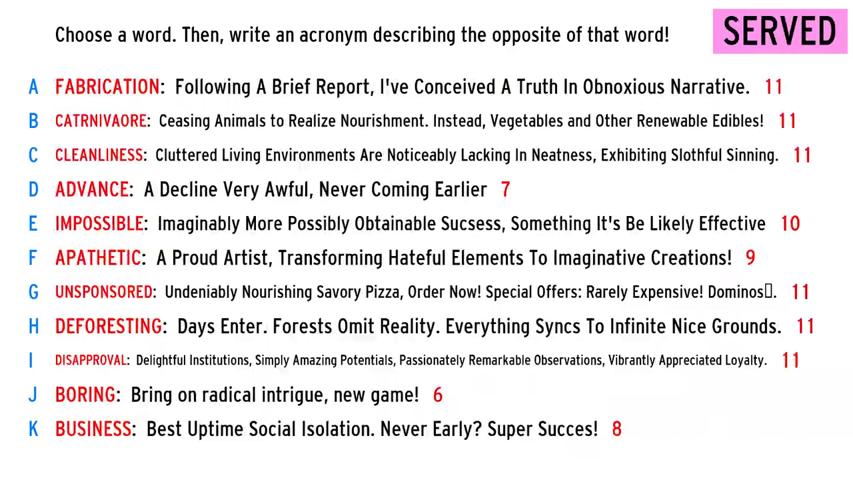 Choose a word. Then, write an acronym describing the opposite of that word!
SERVED
A FABRICATION: Following A Brief Report, I've Conceived A Truth In Obnoxious Narrative. 11
B CATRNIVAORE: Ceasing Animals to Realize Nourishment. Instead, Vegetables and Other Renewable Edibles! 11
C CLEANLINESS: Cluttered Living Environments Are Noticeably Lacking In Neatness, Exhibiting Slothful Sinning. 11
D ADVANCE: A Decline Very Awful, Never Coming Earlier 7
E IMPOSSIBLE: Imaginably More Possibly Obtainable Sucsess, Something It's Be Likely Effective 10
F APATHETIC: A Proud Artist, Transforming Hateful Elements To Imaginative Creations! 9
G UNSPONSORED: Undeniably Nourishing Savory Pizza, Order Now! Special Offers: Rarely Expensive! Dominos▯. 11
H DEFORESTING: Days Enter. Forests Omit Reality. Everything Syncs To Infinite Nice Grounds. 11
I DISAPPROVAL: Delightful Institutions, Simply Amazing Potentials, Passionately Remarkable Observations, Vibrantly Appreciated Loyalty. 11
J BORING: Bring on radical intrigue, new game! 6
K BUSINESS: Best Uptime Social Isolation. Never Early? Super Succes! 8